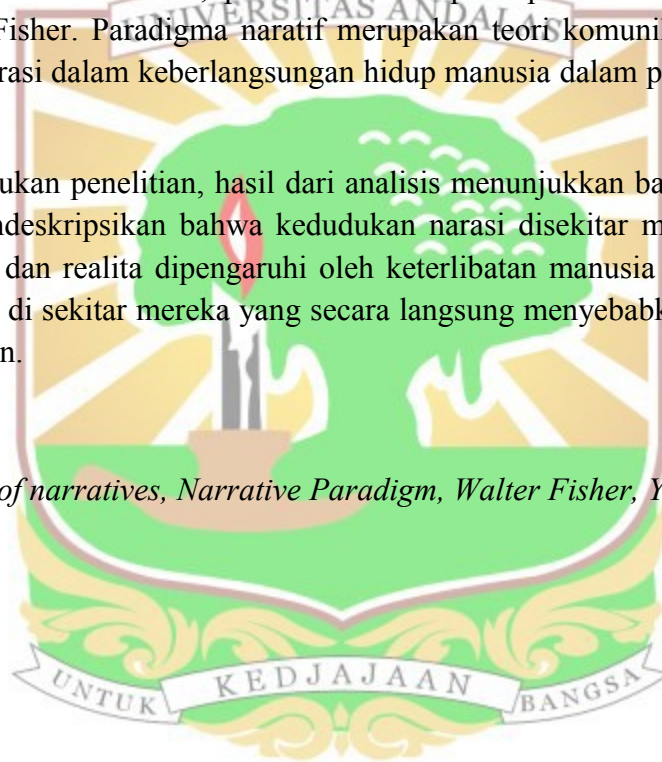 UNIVERSITAS ANDALAS
Fisher. Paradigma naratif merupakan teori komunil
rasi dalam keberlangsungan hidup manusia dalam p
ukan penelitian, hasil dari analisis menunjukkan ba
ndeskripsikan bahwa kedudukan narasi disekitar m
dan realita dipengaruhi oleh keterlibatan manusia
di sekitar mereka yang secara langsung menyebabk
n.
of narratives, Narrative Paradigm, Walter Fisher, Y
UNTUK KEDJAJAAN BANGSA